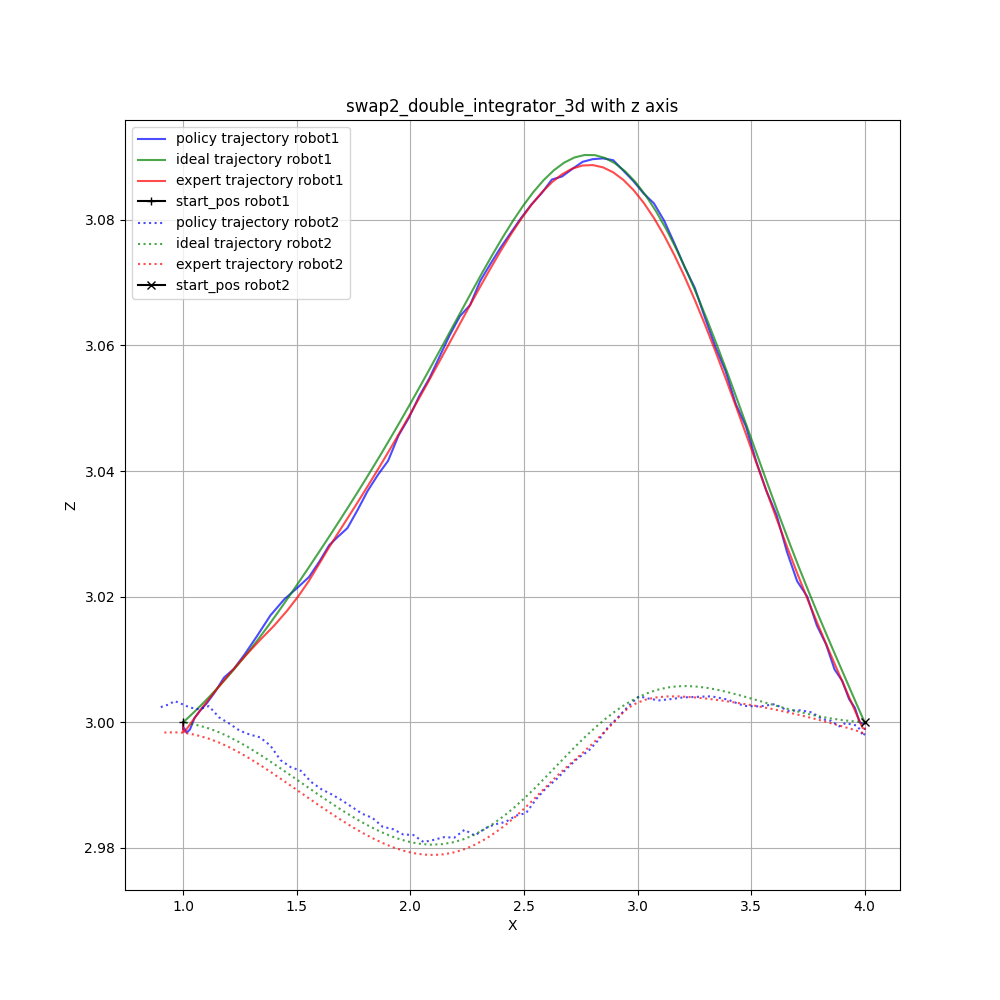 swap2_double_integrator_3d with z axis
policy trajectory robot1
ideal trajectory robot1
expert trajectory robot1
start_pos robot1
policy trajectory robot2
ideal trajectory robot2
expert trajectory robot2
start_pos robot2
3.08
3.06
3.04
3.02
3.00
2.98
Z
1.0 1.5 2.0 2.5 3.0 3.5 4.0
X